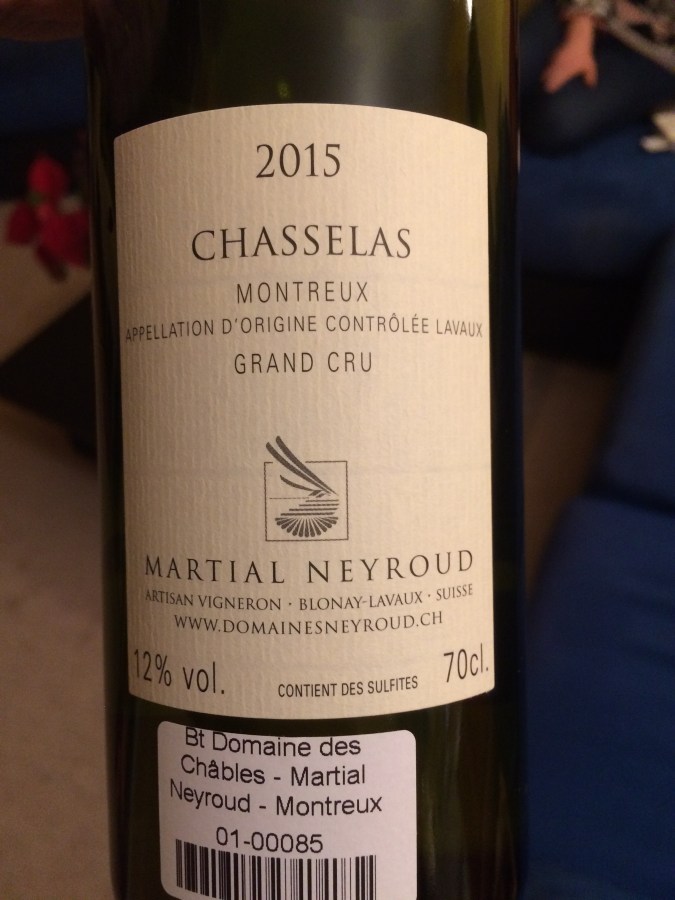 2015
CHASSELAS
MONTREUX
APPELLATION D'ORIGINE CONTRÔLÉE LAVAUX
GRAND CRU
MARTIAL NEYROUD
ARTISAN VIGNERON · BLONAY-LAVAUX · SUISSE
WWW.DOMAINESNEYROUD.CH
12% vol. CONTIENT DES SULFITES 70cl.
Bt Domaine des
Châbles - Martial
Neyroud - Montreux
01-00085